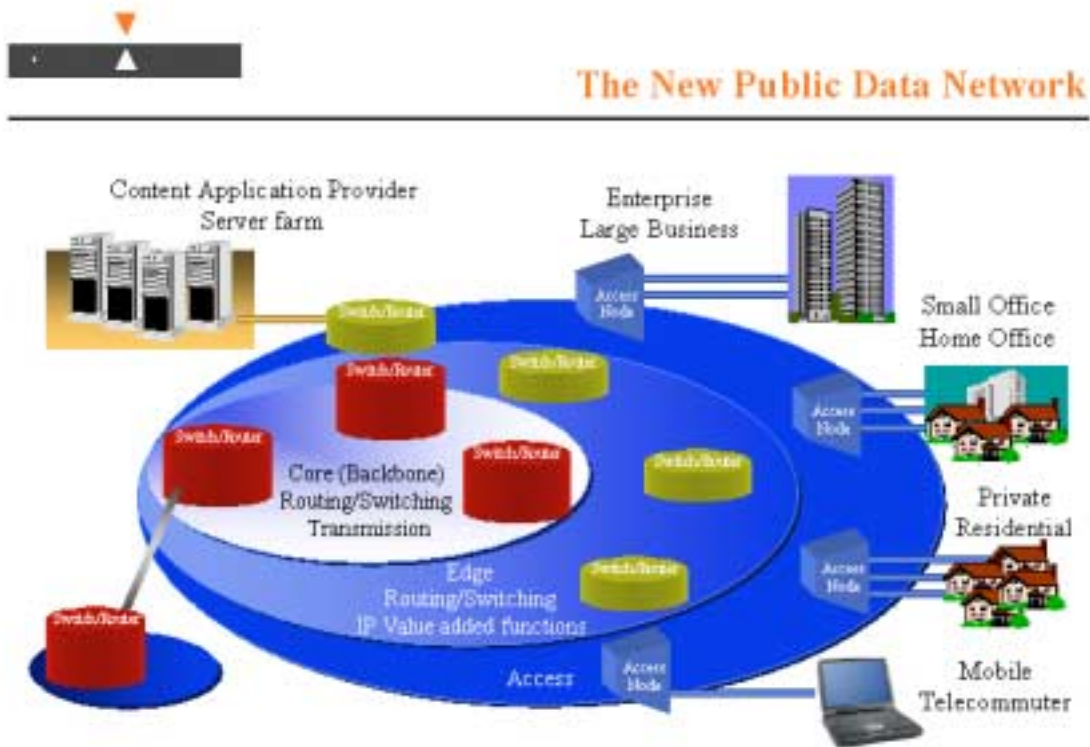 The New Public Data Network
Content Application Provider
Server farm
Enterprise
Large Business
Access
Node
Switch/Router
Small Office
Home Office
Switch/Router
Switch/Router
Access
Node
Switch/Router
Switch/Router
Switch/Router
Core (Backbone)
Routing/Switching
Transmission
Private
Residential
Edge
Routing/Switching
IP Value added functions
Switch/Router
Access
Node
Switch/Router
Access
Access
Node
Mobile
Telecommuter